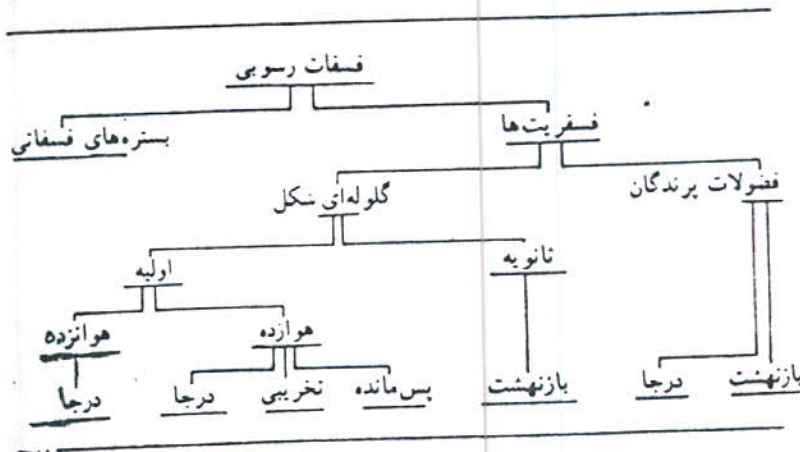 فسفات رسوبی
فسفریت‌ها
بستره‌های فسفاتی
فضولات پرندگان
گلوله‌ای شکل
ثانویه
اولیه
هوازده
هوانزده
بازنهشت
درجا
بازنهشت
پس‌مانده
تخریبی
درجا
درجا